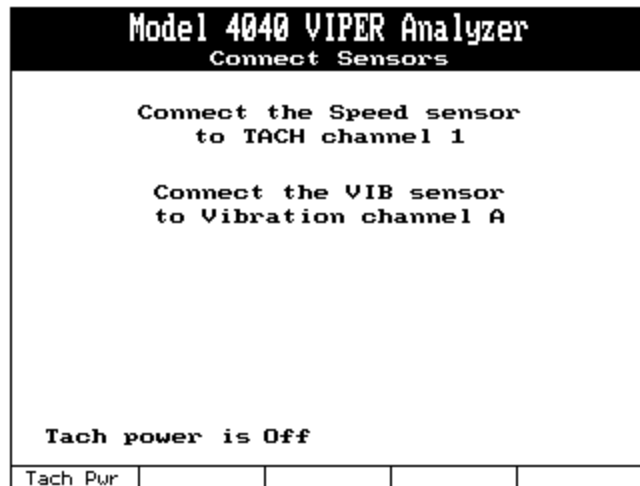 Model 4040 VIPER Analyzer
Connect Sensors
Connect the Speed sensor
to TACH channel 1
Connect the VIB sensor
to Vibration channel A
Tach power is Off
Tach Pwr